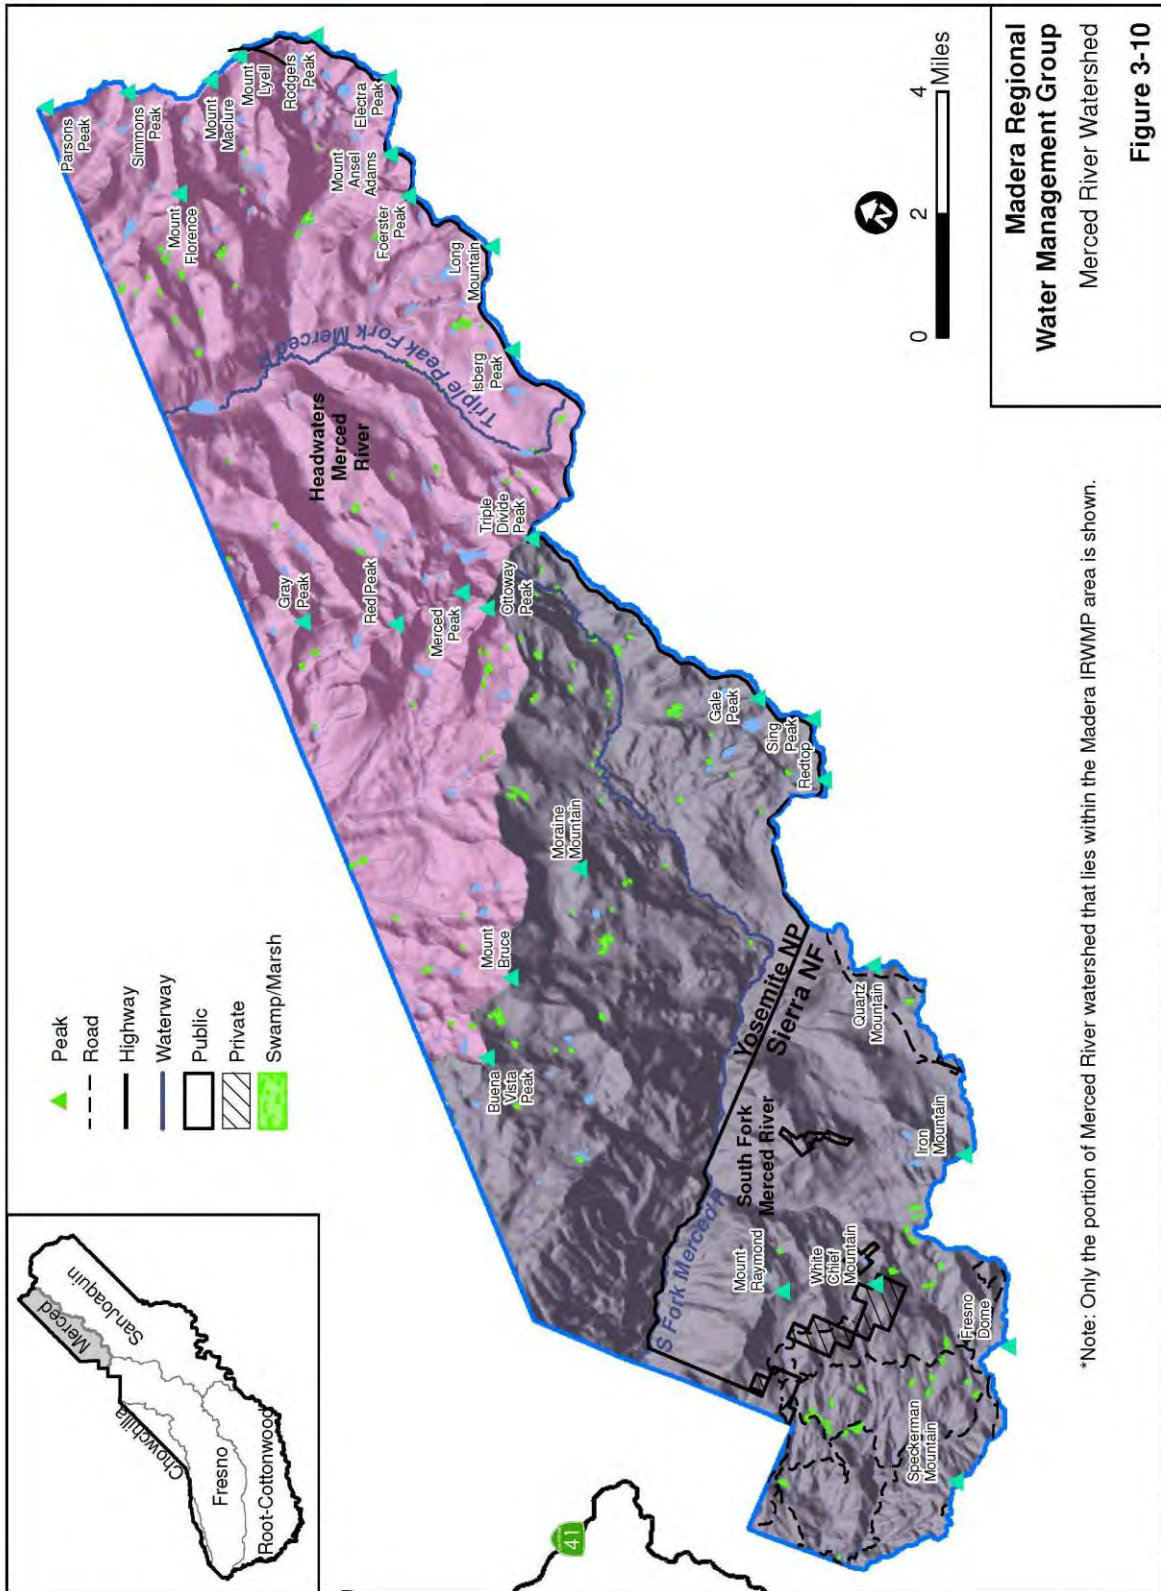 Chowchilla
Merced
San Joaquin
Fresno
Root-Cottonwood
Peak
Road
Highway
Waterway
Public
Private
Swamp/Marsh
Parsons
Peak
Simmons
Peak
Mount
Maclure
Mount
Lyell
Rodgers
Peak
Electra
Peak
Mount
Ansel
Adams
Foerster
Peak
Mount
Florence
Long
Mountain
Isberg
Peak
Triple Peak Fork Merced R
Headwaters
Merced
River
Triple
Divide
Peak
Gray
Peak
Red Peak
Merced
Peak
Ottoway
Peak
Gale
Peak
Sing
Peak
Redtop
Moraine
Mountain
Mount
Bruce
Buena
Vista
Peak
Yosemite NP
Sierra NF
Quartz
Mountain
South Fork
Merced River
S Fork Merced R
Iron
Mountain
Mount
Raymond
White
Chief
Mountain
Fresno
Dome
Speckerman
Mountain
41
N
0 2 4
Miles
*Note: Only the portion of Merced River watershed that lies within the Madera IRWMP area is shown.
Madera Regional
Water Management Group
Merced River Watershed
Figure 3-10